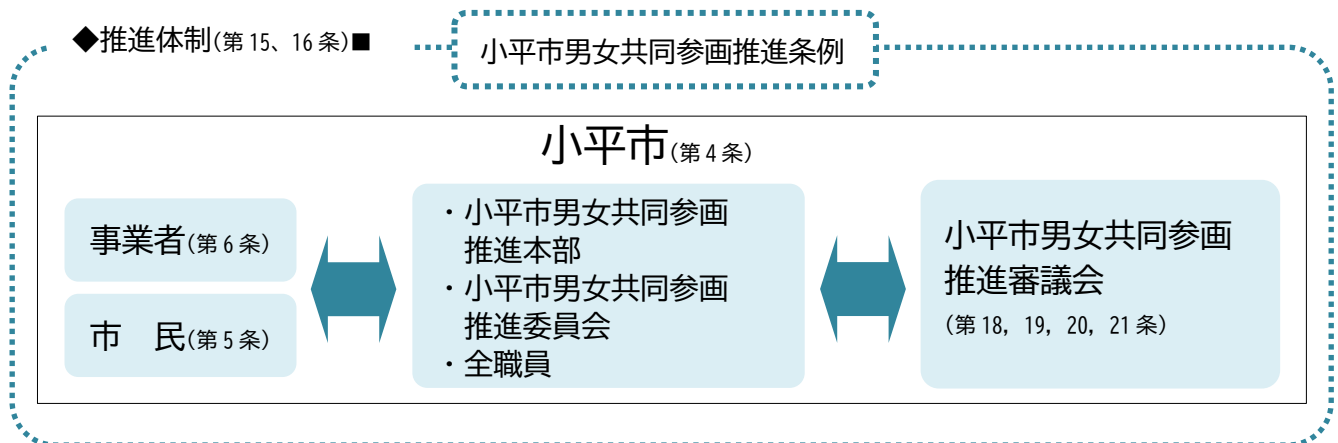 ◆推進体制(第15、16条)■
小平市男女共同参画推進条例
小平市(第4条)
事業者(第6条)
市　民(第5条)
・小平市男女共同参画
推進本部
・小平市男女共同参画
推進委員会
・全職員
小平市男女共同参画
推進審議会
(第18，19，20，21条)